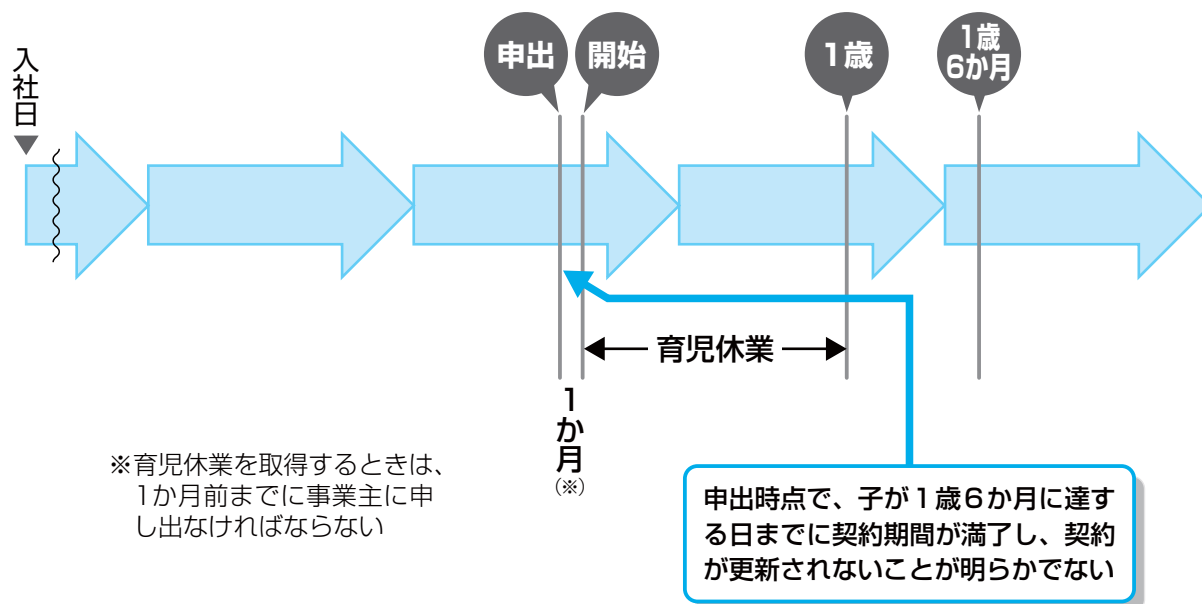 入社日
申出
開始
1歳
1歳
6か月
育児休業
1か月
(※)
※育児休業を取得するときは、
1か月前までに事業主に申
し出なければならない
申出時点で、子が1歳6か月に達す
る日までに契約期間が満了し、契約
が更新されないことが明らかでない